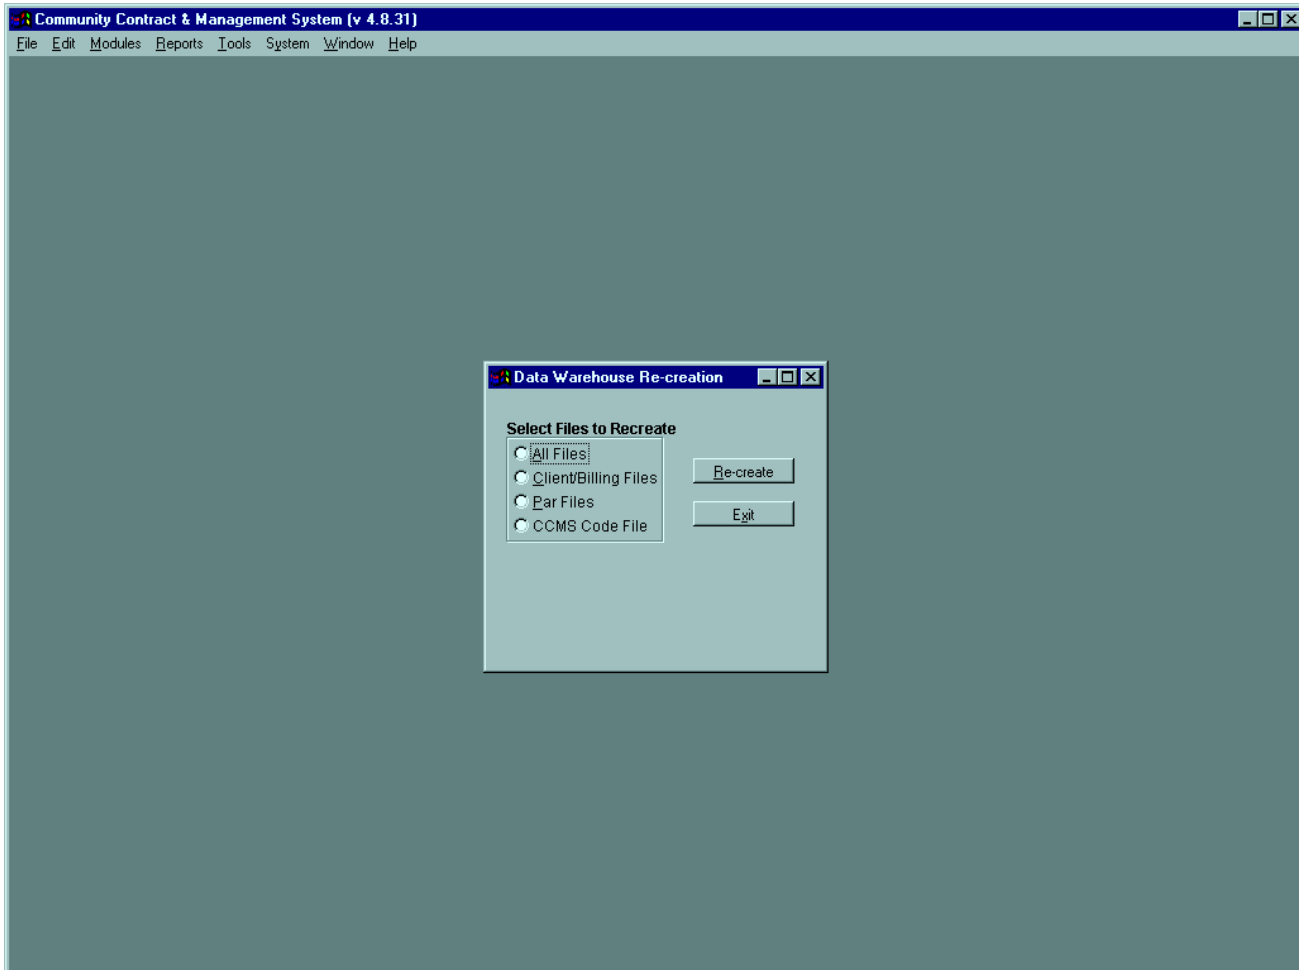 Community Contract & Management System (v 4.8.31)
File Edit Modules Reports Tools System Window Help
Data Warehouse Re-creation
Select Files to Recreate
All Files
Client/Billing Files
Re-create
Par Files
Exit
CCMS Code File